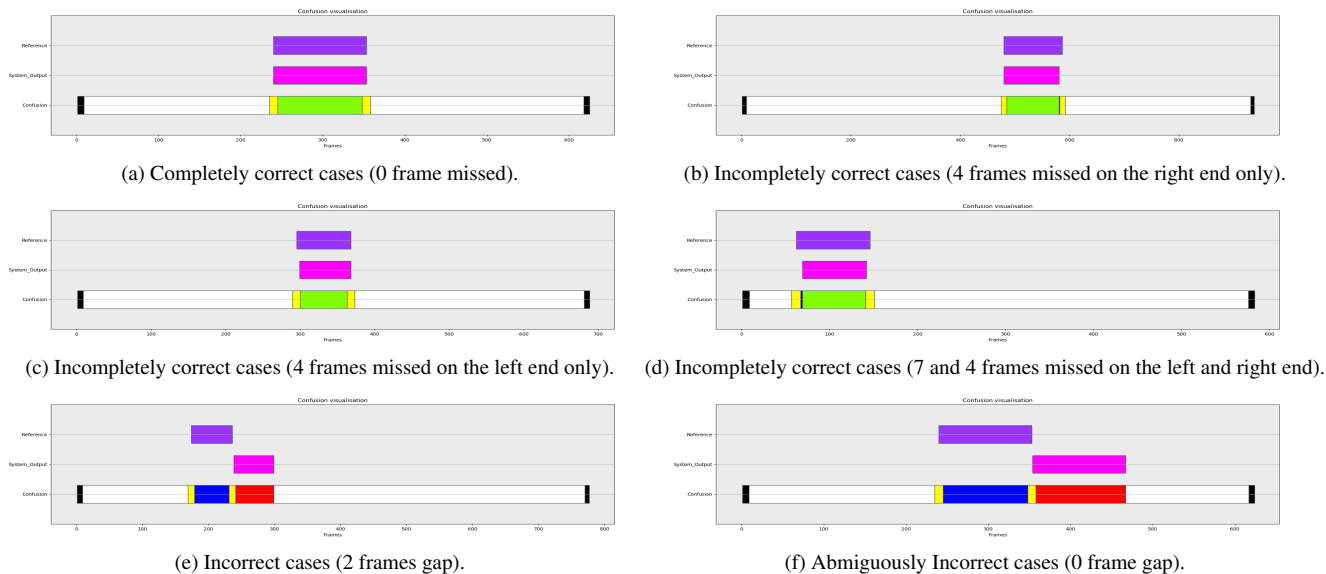 Confusion visualisation
Reference
System_Output
Confusion
0 100 200 300 400 500 600
Frames
(a) Completely correct cases (0 frame missed).
Confusion visualisation
Reference
System_Output
Confusion
0 200 400 600 800
Frames
(b) Incompletely correct cases (4 frames missed on the right end only).
Confusion visualisation
Reference
System_Output
Confusion
0 100 200 300 400 500 600 700
Frames
(c) Incompletely correct cases (4 frames missed on the left end only).
Confusion visualisation
Reference
System_Output
Confusion
0 100 200 300 400 500 600
Frames
(d) Incompletely correct cases (7 and 4 frames missed on the left and right end).
Confusion visualisation
Reference
System_Output
Confusion
0 100 200 300 400 500 600 700 800
Frames
(e) Incorrect cases (2 frames gap).
Confusion visualisation
Reference
System_Output
Confusion
0 100 200 300 400 500 600
Frames
(f) Abmiguously Incorrect cases (0 frame gap).